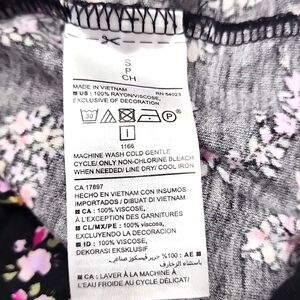 S
P
CH
MADE IN VIETNAM RN 54023
■ US : 100% RAYON/VISCOSE,
EXCLUSIVE OF DECORATION
30
I
1166
MACHINE WASH COLD GENTLE
CYCLE/ ONLY NON-CHLORINE BLEACH
WHEN NEEDED/ LINE DRY/ COOL IRON
CA 17897
HECHO EN VIETNAM CON INSUMOS
IMPORTADOS / DIBUAT DI VIETNAM
■ CA : 100% VISCOSE,
À L'EXCEPTION DES GARNITURES
■ CL/MX/PE : 100% viscosa,
EXCLUYENDO LA DECORACION
■ ID : 100% VISCOSE,
DEKORASI EKSKLUSIF
■ AE : %100
■ CA : LAVER À LA MACHINE À
L'EAU FROIDE AU CYCLE DÉLICAT/